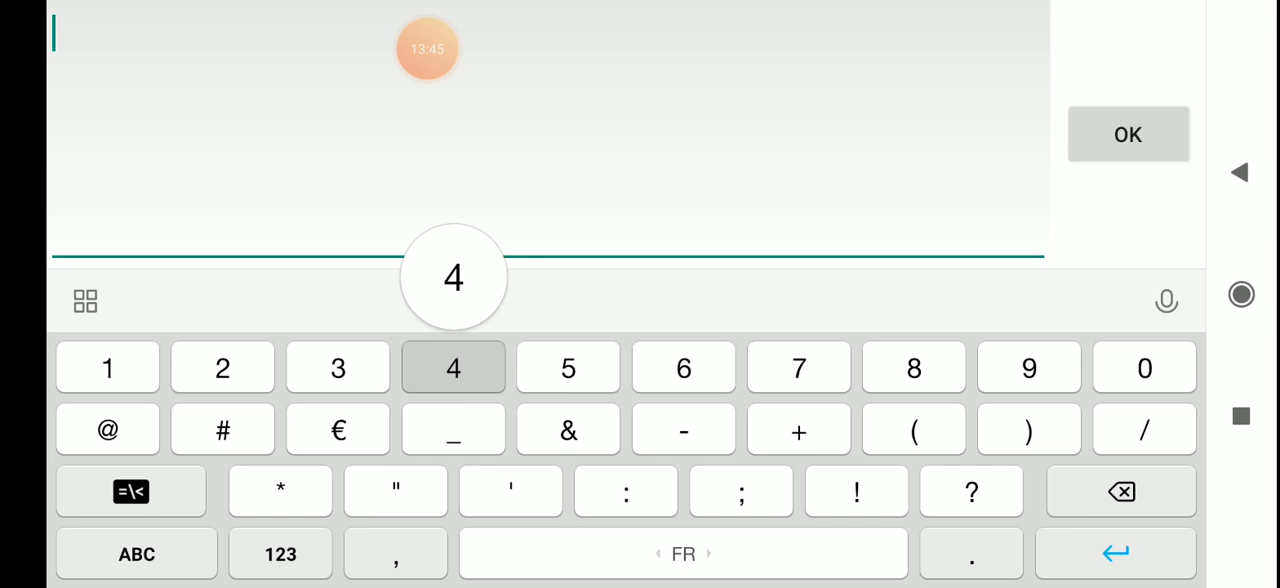 13:45
OK
4
1 2 3 4 5 6 7 8 9 0
@ # € _ & - + ( ) /
=\< * " ' : ; ! ?
ABC 123 , FR .